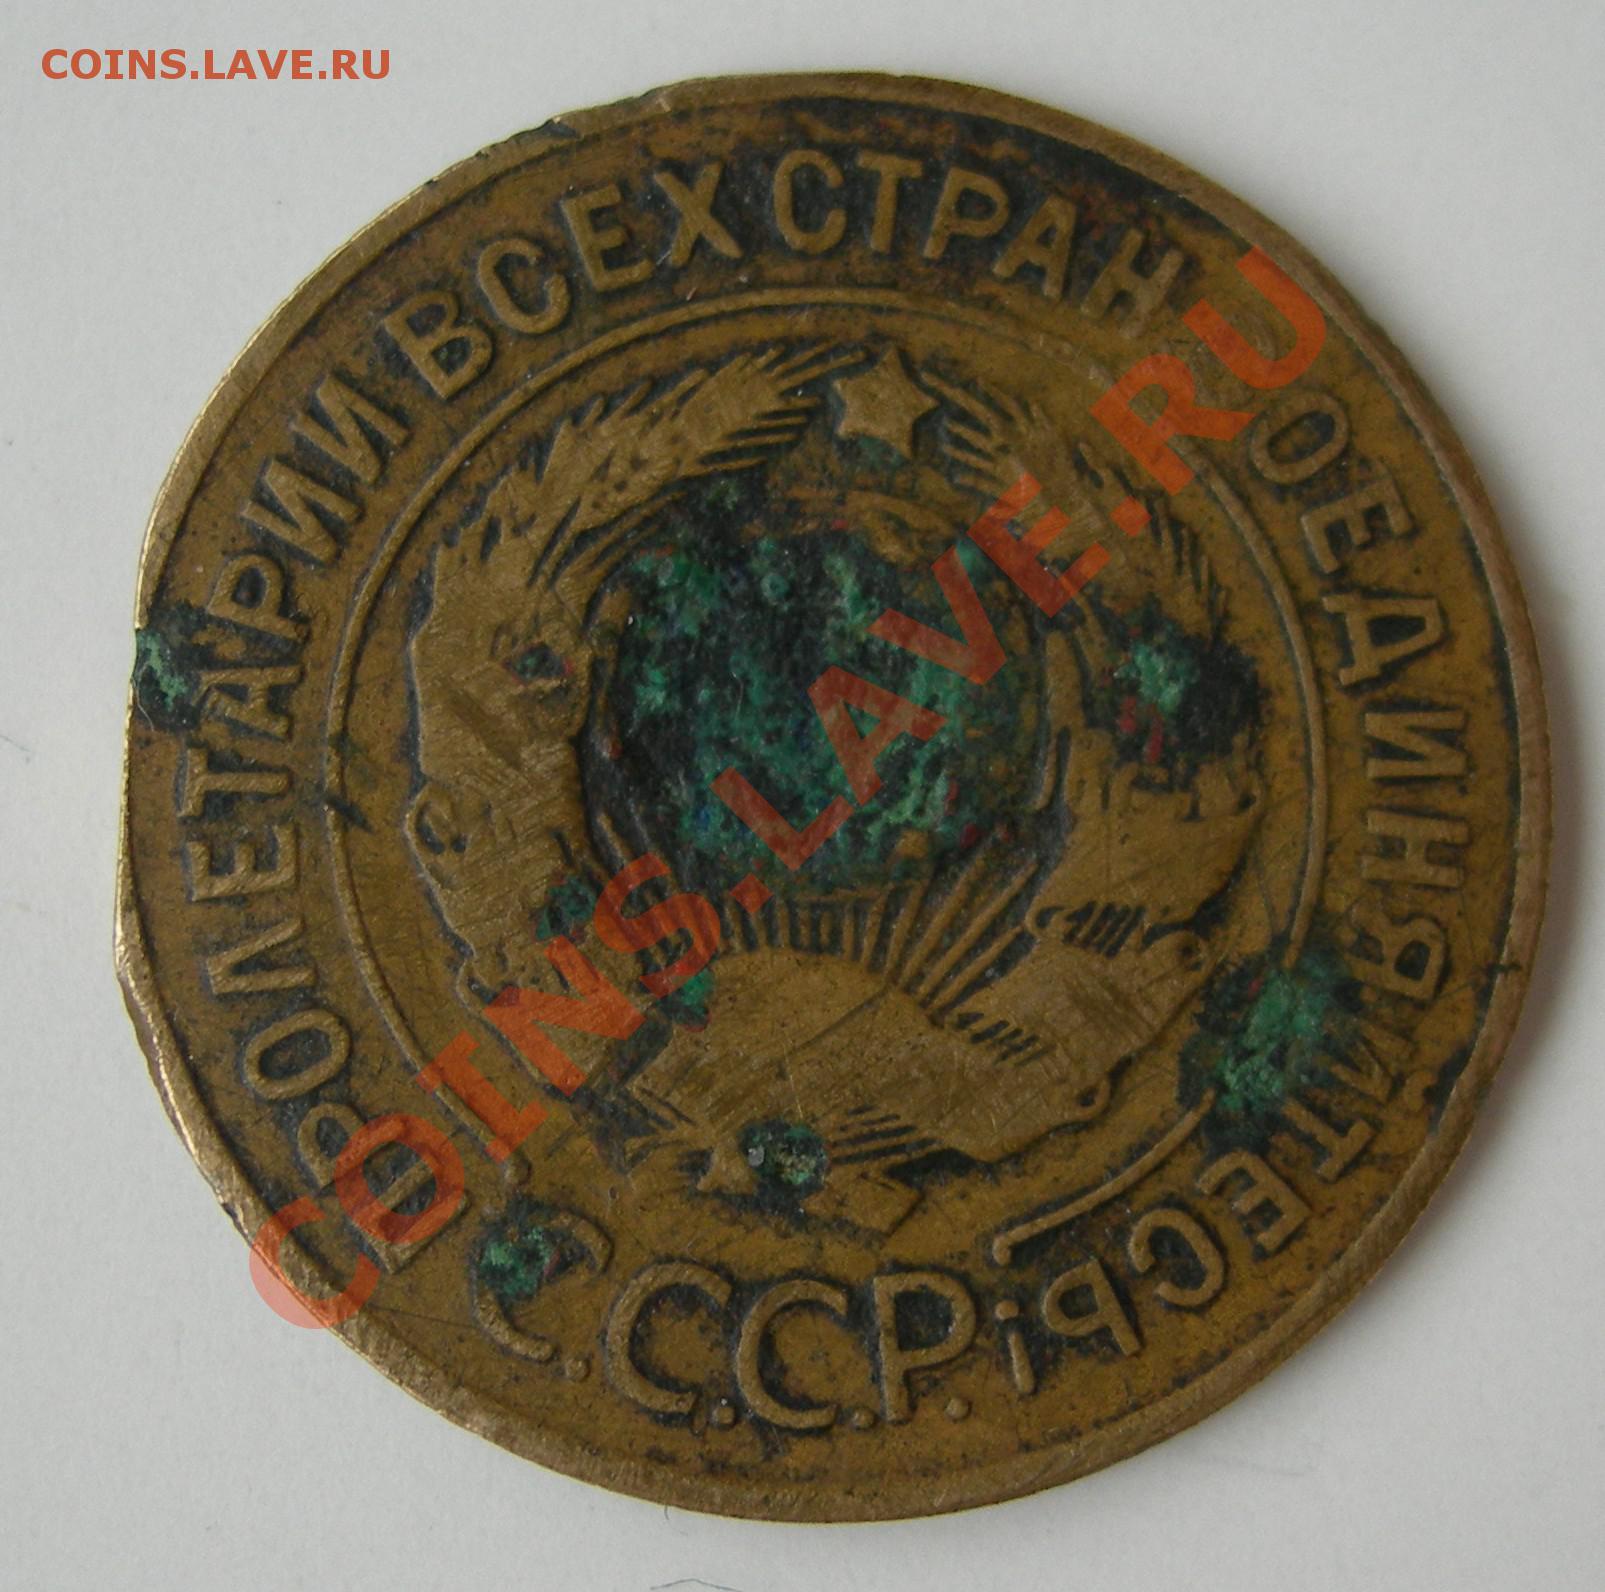 COINS.LAVE.RU
ПРОЛЕТАРИИ ВСЕХ СТРАН СОЕДИНЯЙТЕСЬ!
С.С.С.Р.
COINS.LAVE.RU